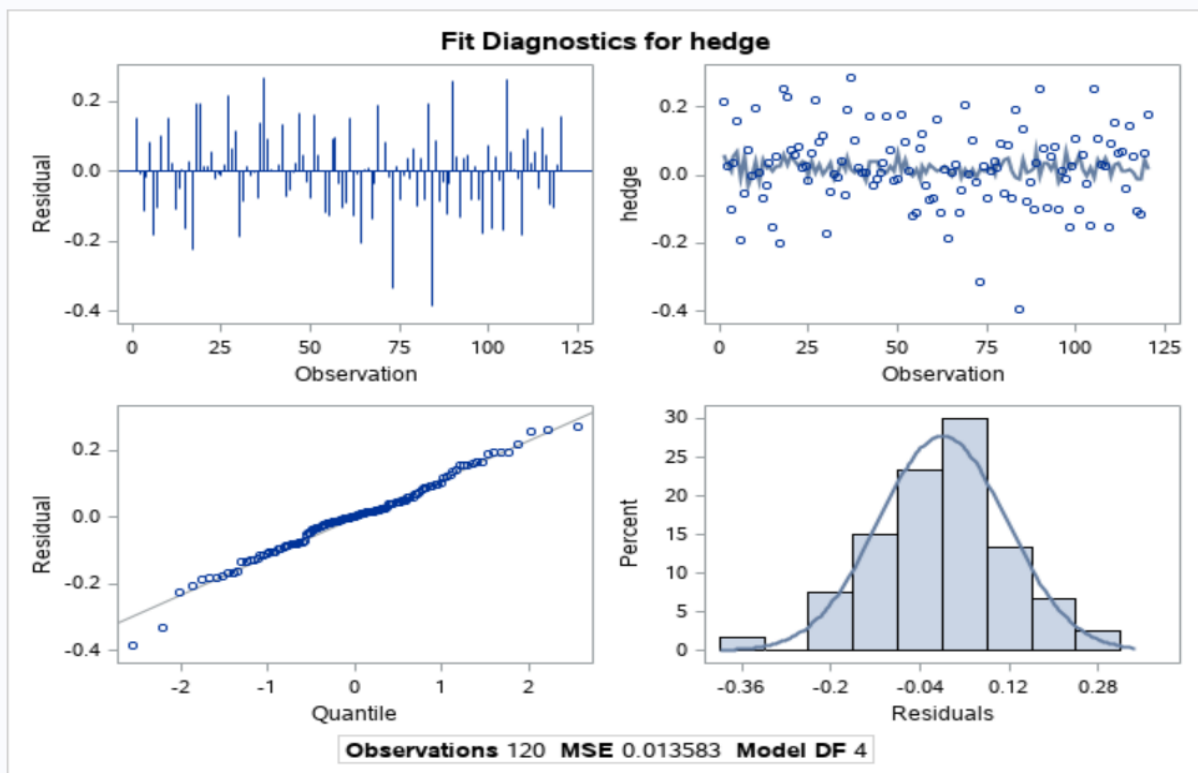 Fit Diagnostics for hedge
Residual
0.2
0.0
-0.2
-0.4
0 25 50 75 100 125
Observation
hedge
0.2
0.0
-0.2
-0.4
0 25 50 75 100 125
Observation
Residual
0.2
0.0
-0.2
-0.4
-2 -1 0 1 2
Quantile
Percent
30
25
20
15
10
5
0
-0.36 -0.2 -0.04 0.12 0.28
Residuals
Observations 120 MSE 0.013583 Model DF 4